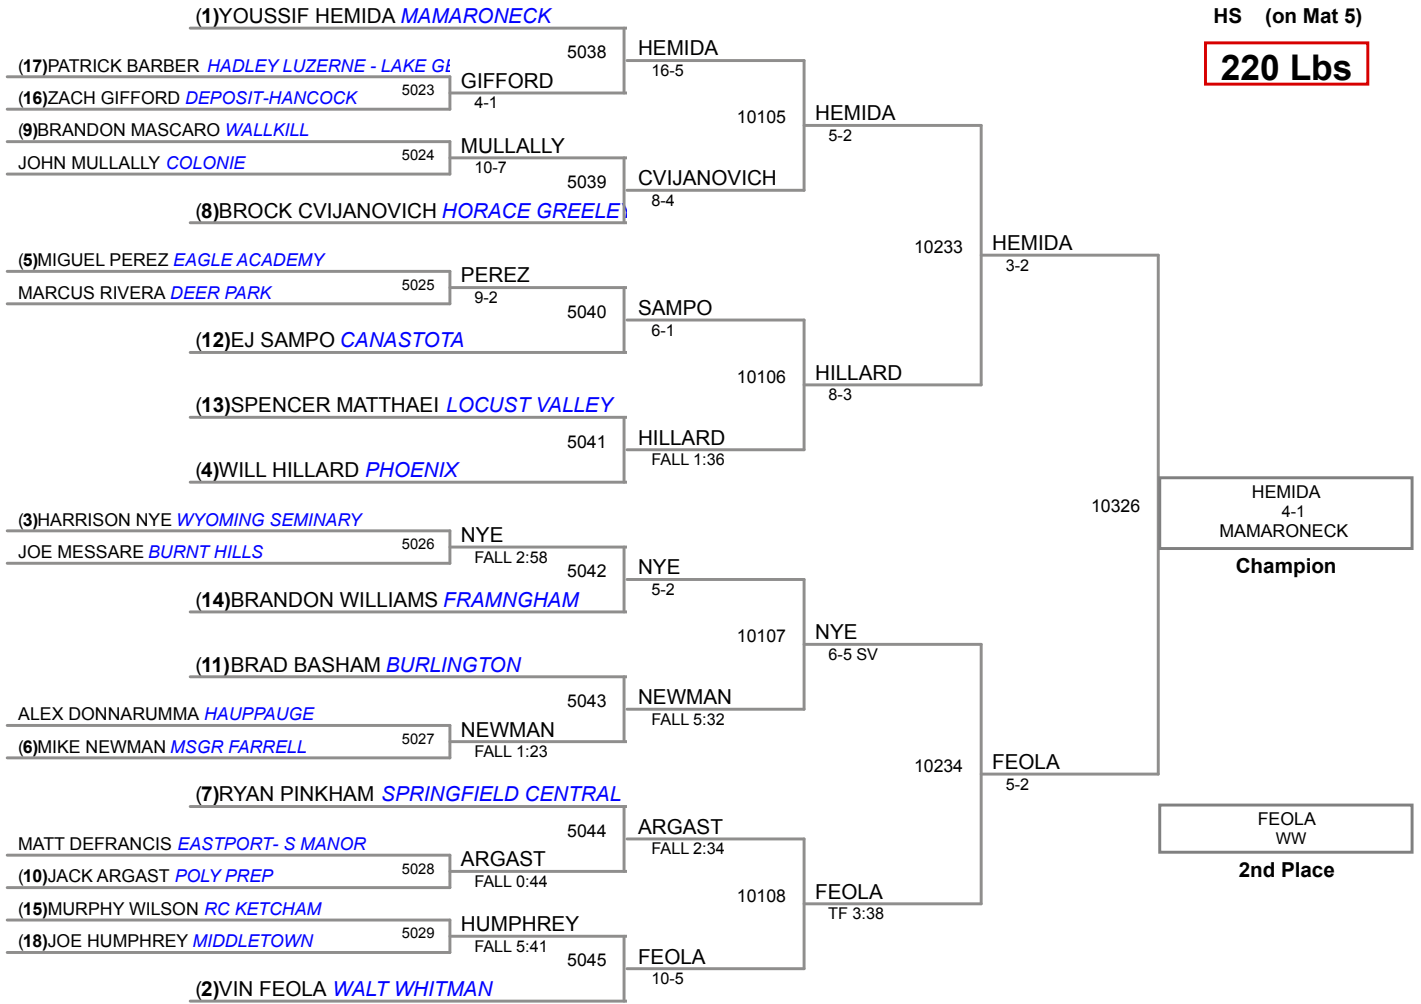 (1)YOUSSIF HEMIDA MAMARONECK
HS (on Mat 5)
220 Lbs
5038
HEMIDA
16-5
(17)PATRICK BARBER HADLEY LUZERNE - LAKE GE
5023
GIFFORD
4-1
(16)ZACH GIFFORD DEPOSIT-HANCOCK
10105
HEMIDA
5-2
(9)BRANDON MASCARO WALLKILL
5024
MULLALLY
10-7
JOHN MULLALLY COLONIE
5039
CVIJANOVICH
8-4
(8)BROCK CVIJANOVICH HORACE GREELEY
10233
HEMIDA
3-2
(5)MIGUEL PEREZ EAGLE ACADEMY
5025
PEREZ
9-2
MARCUS RIVERA DEER PARK
5040
SAMPO
6-1
(12)EJ SAMPO CANASTOTA
10106
HILLARD
8-3
(13)SPENCER MATTHAEI LOCUST VALLEY
5041
HILLARD
FALL 1:36
(4)WILL HILLARD PHOENIX
10326
HEMIDA
4-1
MAMARONECK
Champion
(3)HARRISON NYE WYOMING SEMINARY
5026
NYE
FALL 2:58
JOE MESSARE BURNT HILLS
5042
NYE
5-2
(14)BRANDON WILLIAMS FRAMNGHAM
10107
NYE
6-5 SV
(11)BRAD BASHAM BURLINGTON
5043
NEWMAN
FALL 5:32
ALEX DONNARUMMA HAUPPAUGE
5027
NEWMAN
FALL 1:23
(6)MIKE NEWMAN MSGR FARRELL
10234
FEOLA
5-2
(7)RYAN PINKHAM SPRINGFIELD CENTRAL
5044
ARGAST
FALL 2:34
FEOLA
WW
2nd Place
MATT DEFRANCIS EASTPORT- S MANOR
5028
ARGAST
FALL 0:44
(10)JACK ARGAST POLY PREP
10108
FEOLA
TF 3:38
(15)MURPHY WILSON RC KETCHAM
5029
HUMPHREY
FALL 5:41
(18)JOE HUMPHREY MIDDLETOWN
5045
FEOLA
10-5
(2)VIN FEOLA WALT WHITMAN